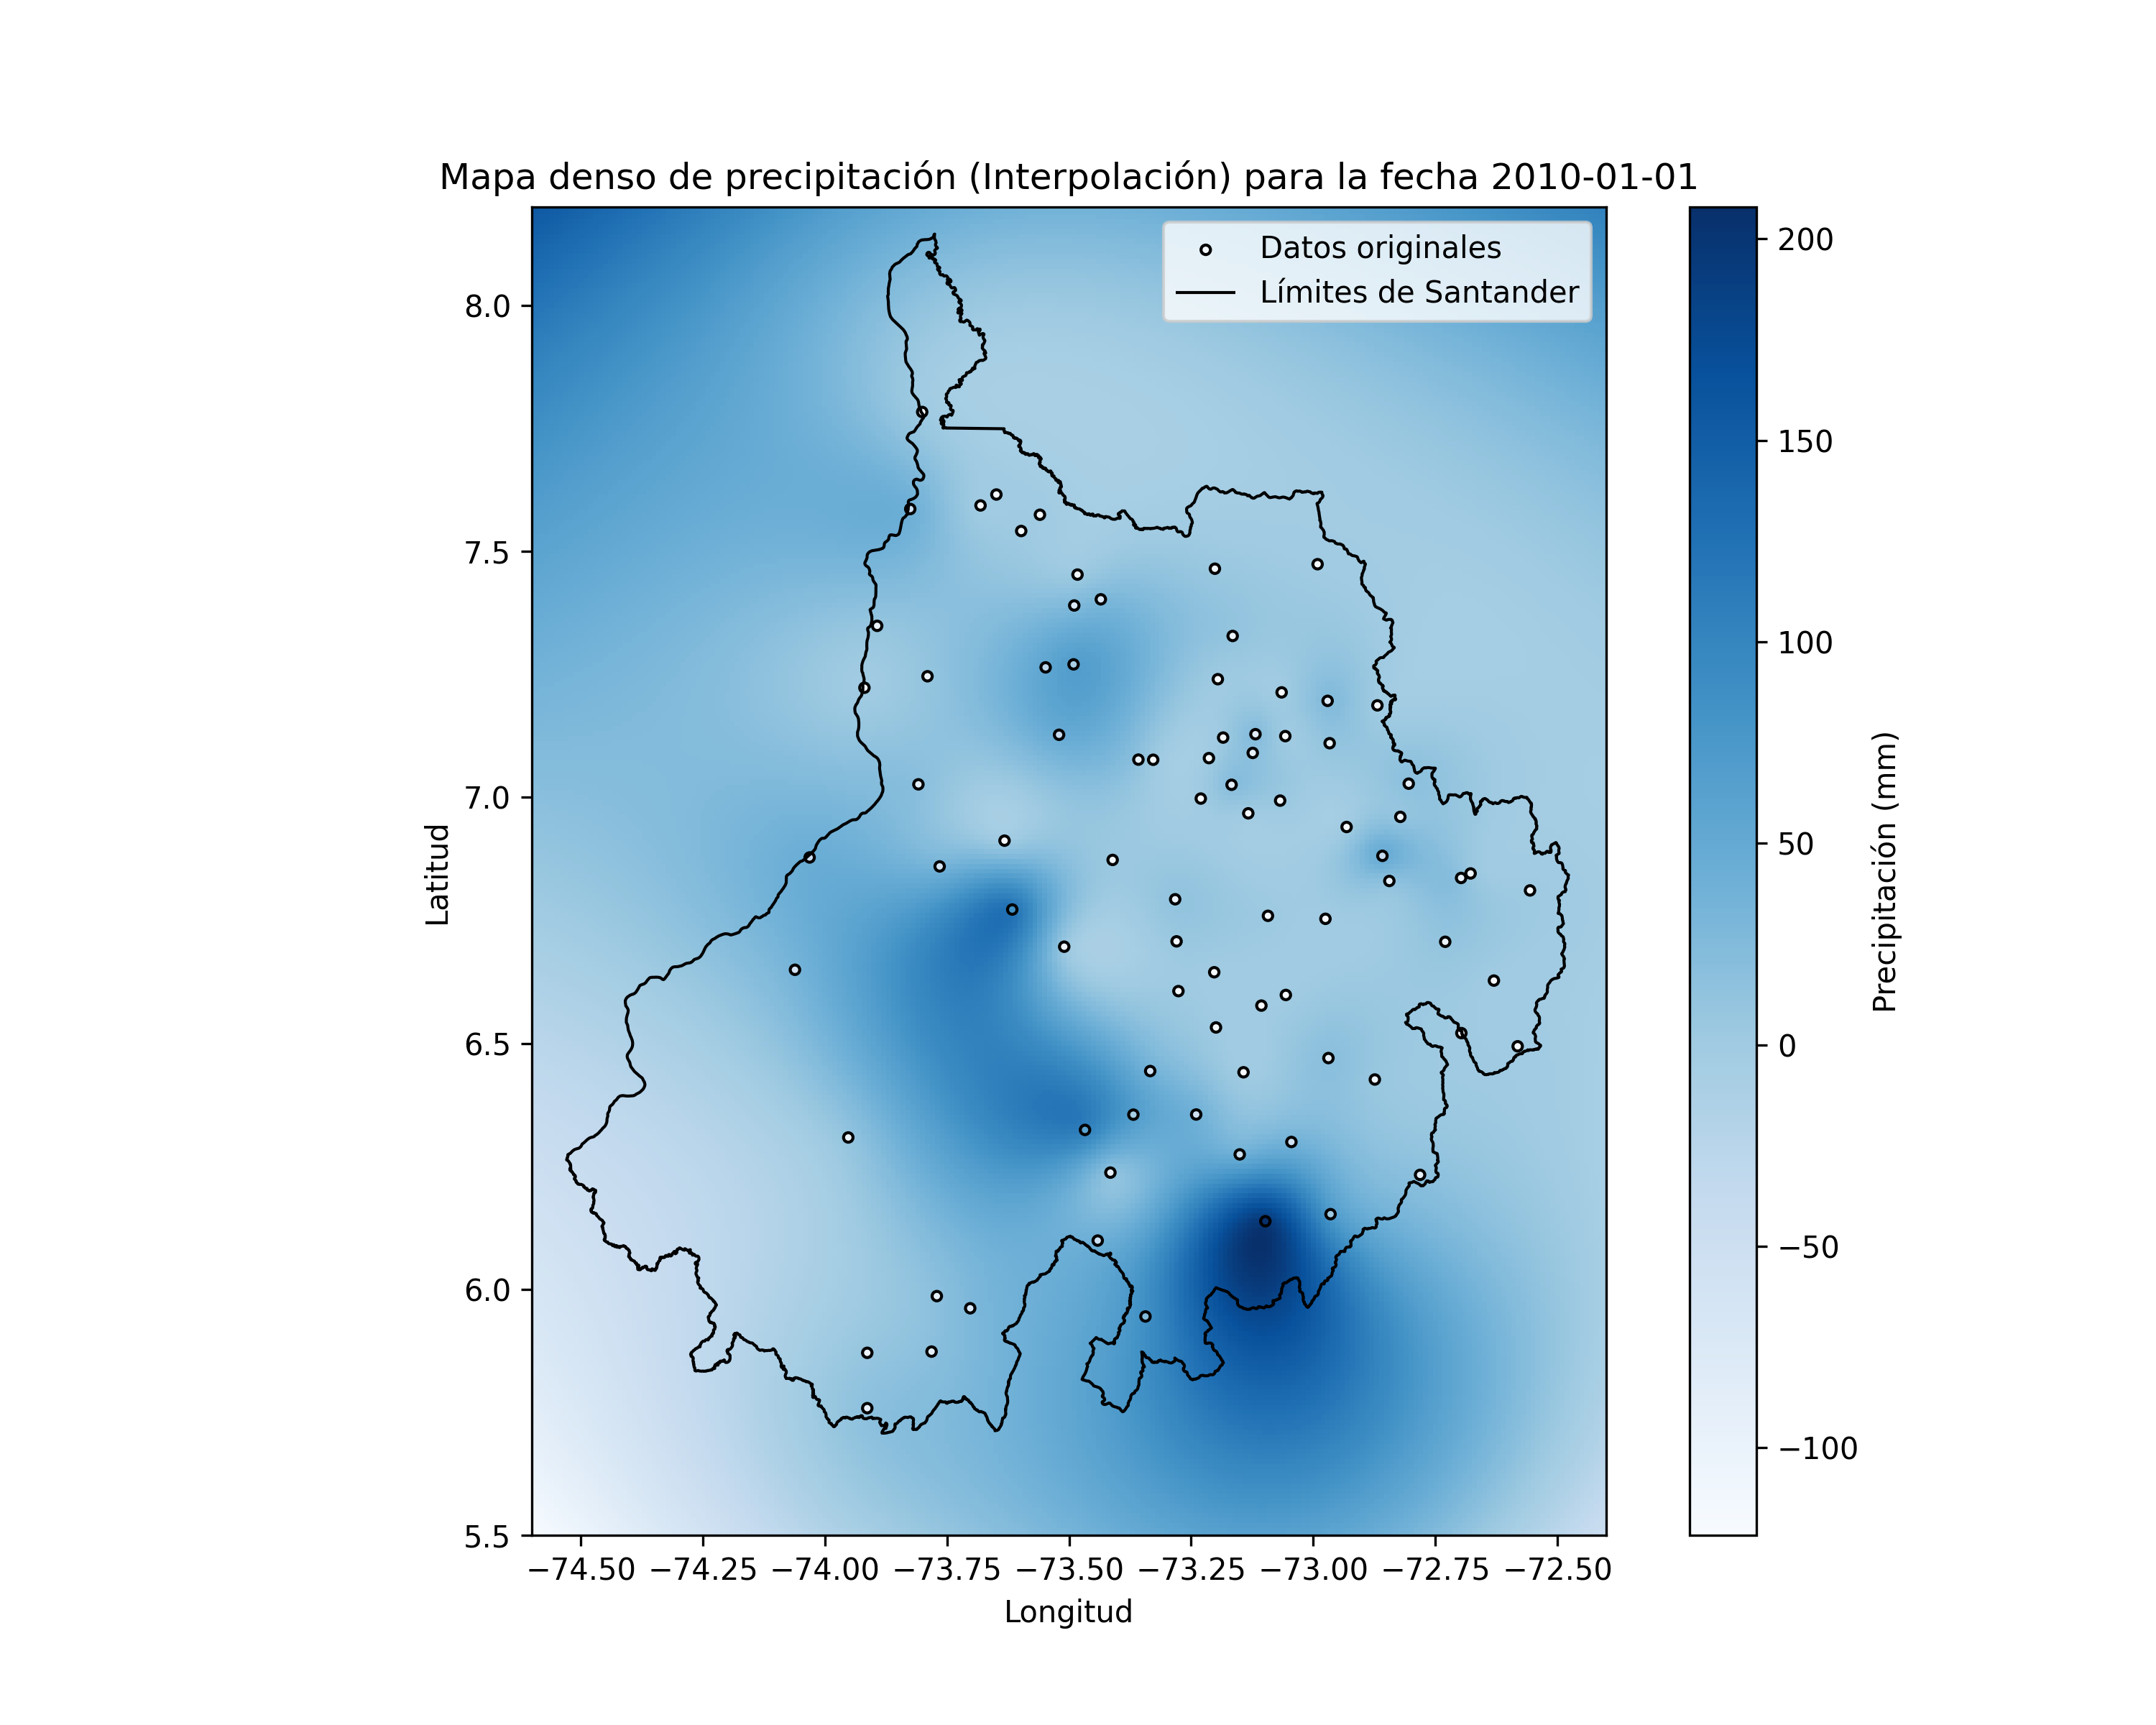 Mapa denso de precipitación (Interpolación) para la fecha 2010-01-01
Datos originales
Límites de Santander
8.0
7.5
7.0
6.5
6.0
5.5
Latitud
−74.50 −74.25 −74.00 −73.75 −73.50 −73.25 −73.00 −72.75 −72.50
Longitud
200
150
100
50
0
−50
−100
Precipitación (mm)